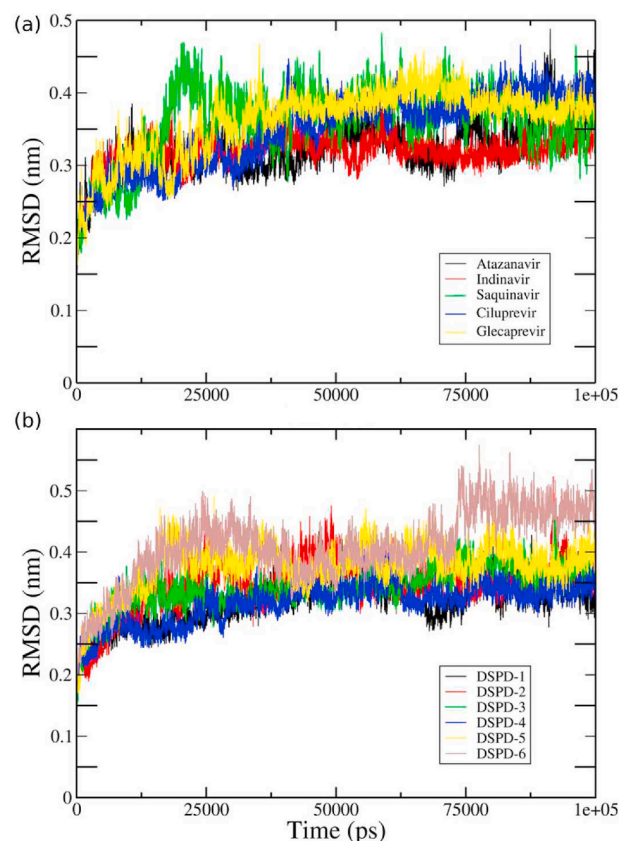 (a)
0.5
0.4
0.3
0.2
0.1
0
RMSD (nm)
Atazanavir
Indinavir
Saquinavir
Ciluprevir
Glecaprevir
0 25000 50000 75000 1e+05
(b)
0.5
0.4
0.3
0.2
0.1
0
RMSD (nm)
DSPD-1
DSPD-2
DSPD-3
DSPD-4
DSPD-5
DSPD-6
0 25000 50000 75000 1e+05
Time (ps)